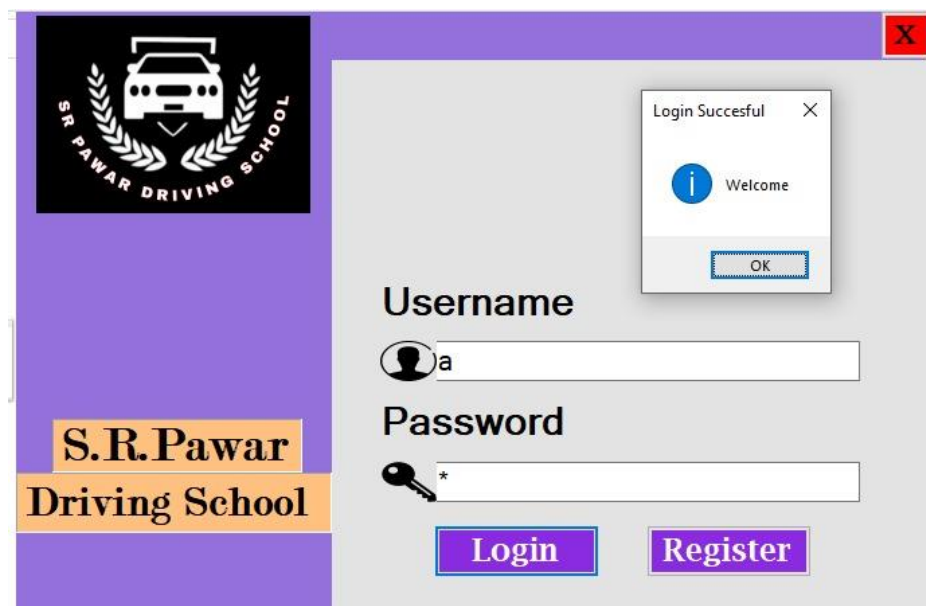 SR PAWAR DRIVING SCHOOL
X
Login Succesful
Welcome
OK
Username
a
Password
*
S.R.Pawar
Driving School
Login
Register